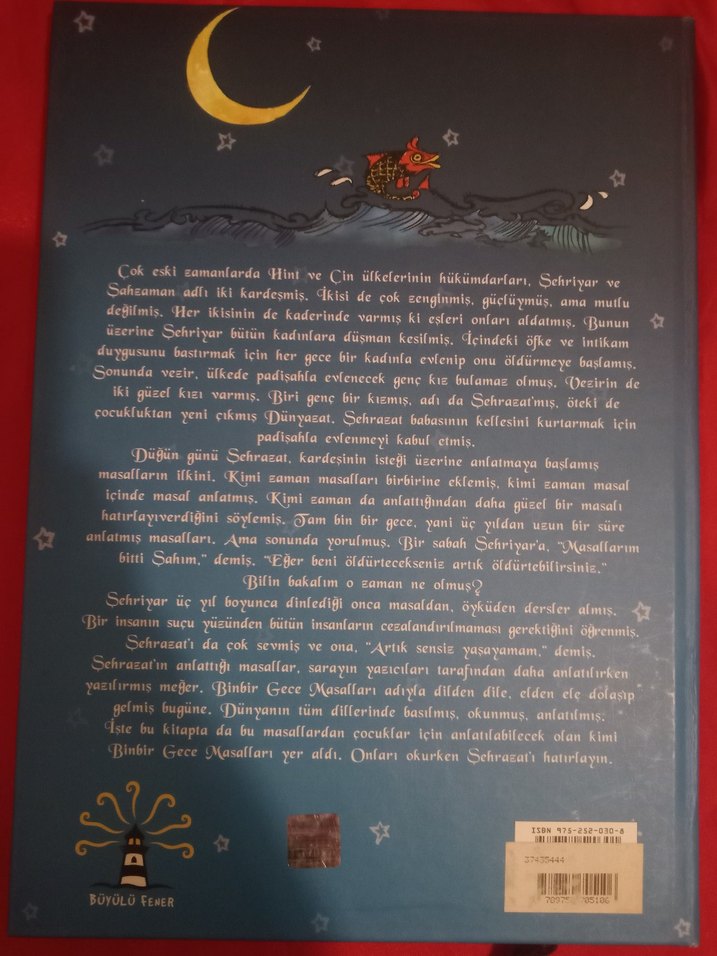 Çok eski zamanlarda Hint ve Çin ülkelerinin hükümdarları, Şehriyar ve
Şahzaman adlı iki kardeşmiş. İkisi de çok zenginmiş, güçlüymüş, ama mutlu
değilmiş. Her ikisinin de kaderinde varmış ki eşleri onları aldatmış. Bunun
üzerine Şehriyar bütün kadınlara düşman kesilmiş. İçindeki öfke ve intikam
duygusunu bastırmak için her gece bir kadınla evlenip onu öldürmeye başlamış.
Sonunda vezir, ülkede padişahla evlenecek genç kız bulamaz olmuş. Vezirin de
iki güzel kızı varmış. Biri genç bir kızmış, adı da Şehrazat'mış, öteki de
çocukluktan yeni çıkmış Dünyazat. Şehrazat babasının kellesini kurtarmak için
padişahla evlenmeyi kabul etmiş.
Düğün günü Şehrazat, kardeşinin isteği üzerine anlatmaya başlamış
masalların ilkini. Kimi zaman masalları birbirine eklemiş, kimi zaman masal
içinde masal anlatmış. Kimi zaman da anlattığından daha güzel bir masalı
hatırlayıverdiğini söylemiş. Tam bin bir gece, yani üç yıldan uzun bir süre
anlatmış masalları. Ama sonunda yorulmuş. Bir sabah Şehriyar'a, "Masallarım
bitti Şahım," demiş. "Eğer beni öldürtecekseniz artık öldürtebilirsiniz."
Bilin bakalım o zaman ne olmuş?
Şehriyar üç yıl boyunca dinlediği onca masaldan, öyküden dersler almış.
Bir insanın suçu yüzünden bütün insanların cezalandırılmaması gerektiğini öğrenmiş.
Şehrazat'ı da çok sevmiş ve ona, "Artık sensiz yaşayamam," demiş.
Şehrazat'ın anlattığı masallar, sarayın yazıcıları tarafından daha anlatılırken
yazılırmış meğer. Binbir Gece Masalları adıyla dilden dile, elden ele dolaşıp
gelmiş bugüne. Dünyanın tüm dillerinde basılmış, okunmuş, anlatılmış.
İşte bu kitapta da bu masallardan çocuklar için anlatılabilecek olan kimi
Binbir Gece Masalları yer aldı. Onları okurken Şehrazat'ı hatırlayın.
BÜYÜLÜ FENER
ISBN 975-252-030-8
37435444